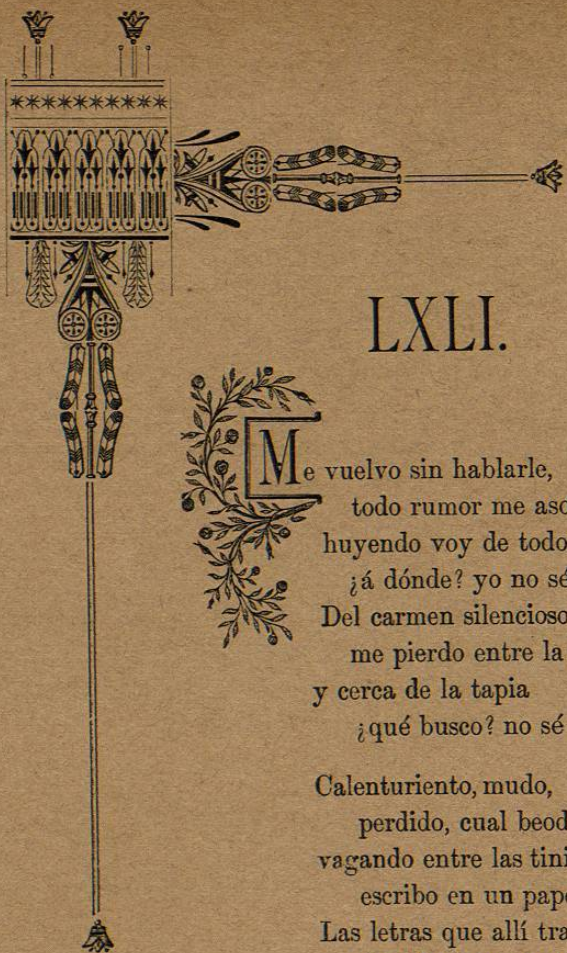 LXLI.
Me vuelvo sin hablarle,
todo rumor me
huyendo voy de todo
¿á dónde? yo no sé
Del carmen silencioso
me pierdo entre la
y cerca de la tapia
¿qué busco? no sé
Calenturiento, mudo,
perdido, cual
vagando entre las
escribo en un
Las letras que allí